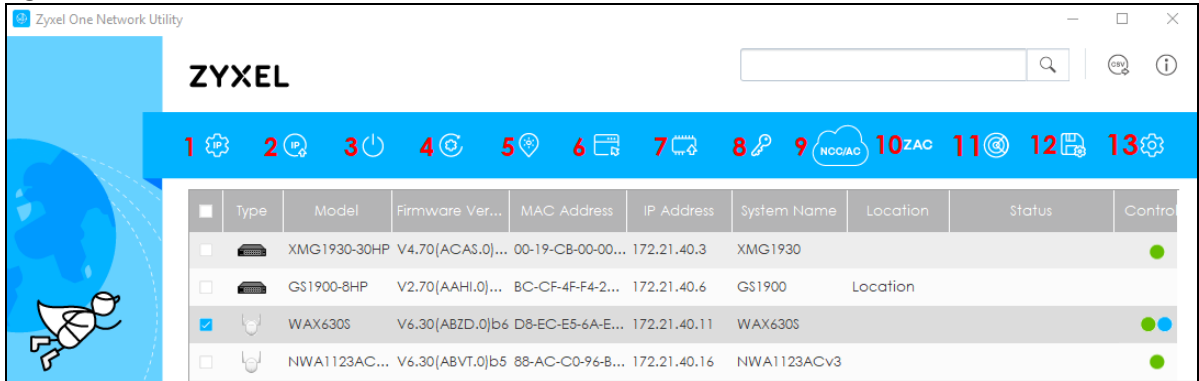 Zyxel One Network Utility
ZYXEL
CSV
1 IP 2 IP 3 4 5 6 7 8 9 NCC/AC 10 ZAC 11 12 13
Type Model Firmware Ver... MAC Address IP Address System Name Location Status Control
XMG1930-30HP V4.70(ACAS.0)... 00-19-CB-00-00... 172.21.40.3 XMG1930
GS1900-8HP V2.70(AAHI.0)... BC-CF-4F-F4-2... 172.21.40.6 GS1900 Location
WAX630S V6.30(ABZD.0)b6 D8-EC-E5-6A-E... 172.21.40.11 WAX630S
NWA1123AC... V6.30(ABVT.0)b5 88-AC-C0-96-B... 172.21.40.16 NWA1123ACv3